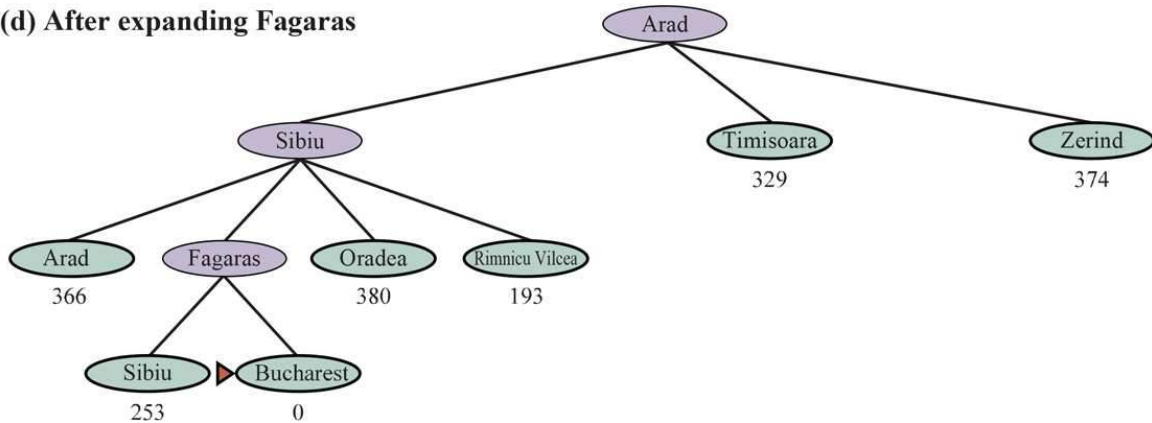 (d) After expanding Fagaras
Arad
Sibiu
Timisoara
Zerind
329
374
Arad
Fagaras
Oradea
Rimnicu Vilcea
366
380
193
Sibiu
Bucharest
253
0